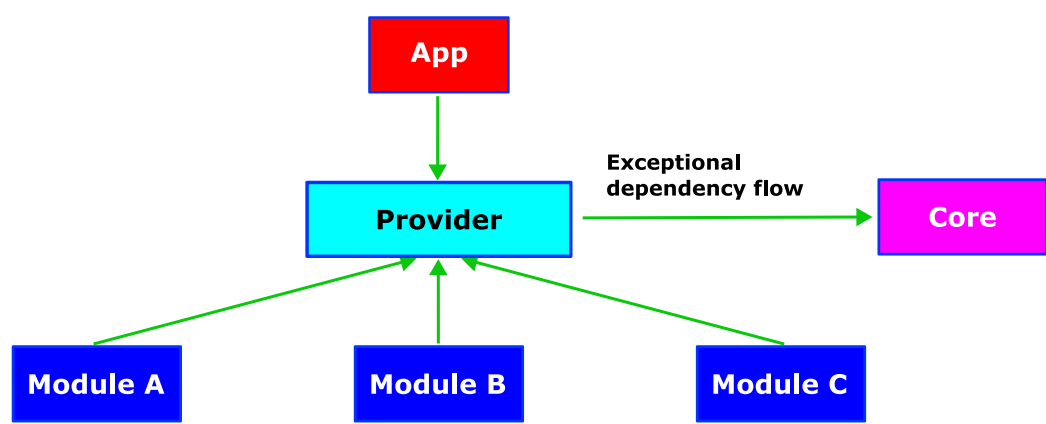 App
Exceptional
dependency flow
Provider
Core
Module A
Module B
Module C